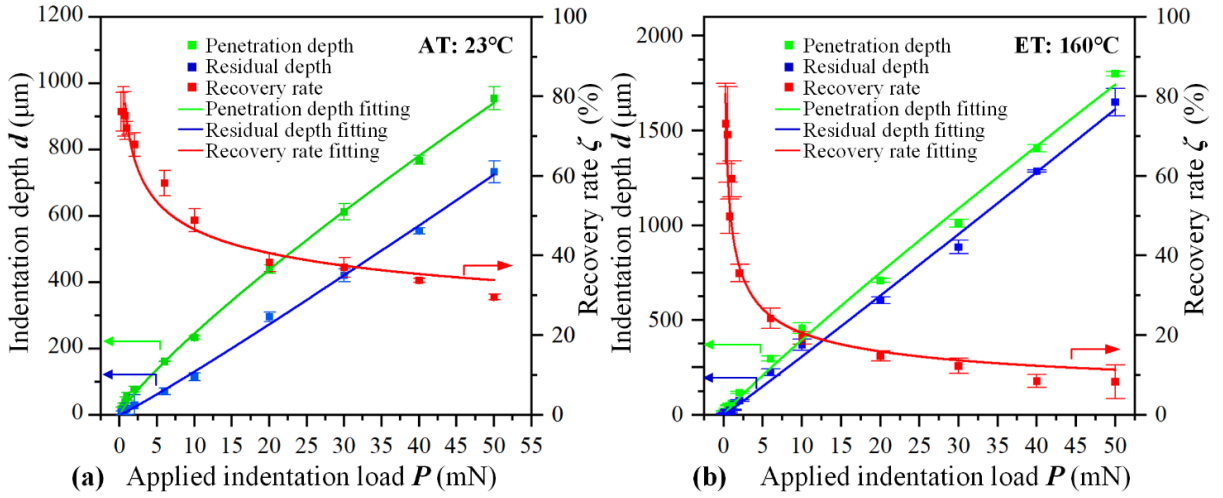 1200
1000
800
600
400
200
0
Indentation depth d (μm)
Penetration depth
Residual depth
Recovery rate
Penetration depth fitting
Residual depth fitting
Recovery rate fitting
AT: 23℃
100
80
60
40
20
0
Recovery rate ζ (%)
0 5 10 15 20 25 30 35 40 45 50 55
(a) Applied indentation load P (mN)
2000
1750
1500
1250
1000
750
500
250
0
Indentation depth d (μm)
Penetration depth
Residual depth
Recovery rate
Penetration depth fitting
Residual depth fitting
Recovery rate fitting
ET: 160℃
100
80
60
40
20
0
Recovery rate ζ (%)
0 5 10 15 20 25 30 35 40 45 50
(b) Applied indentation load P (mN)